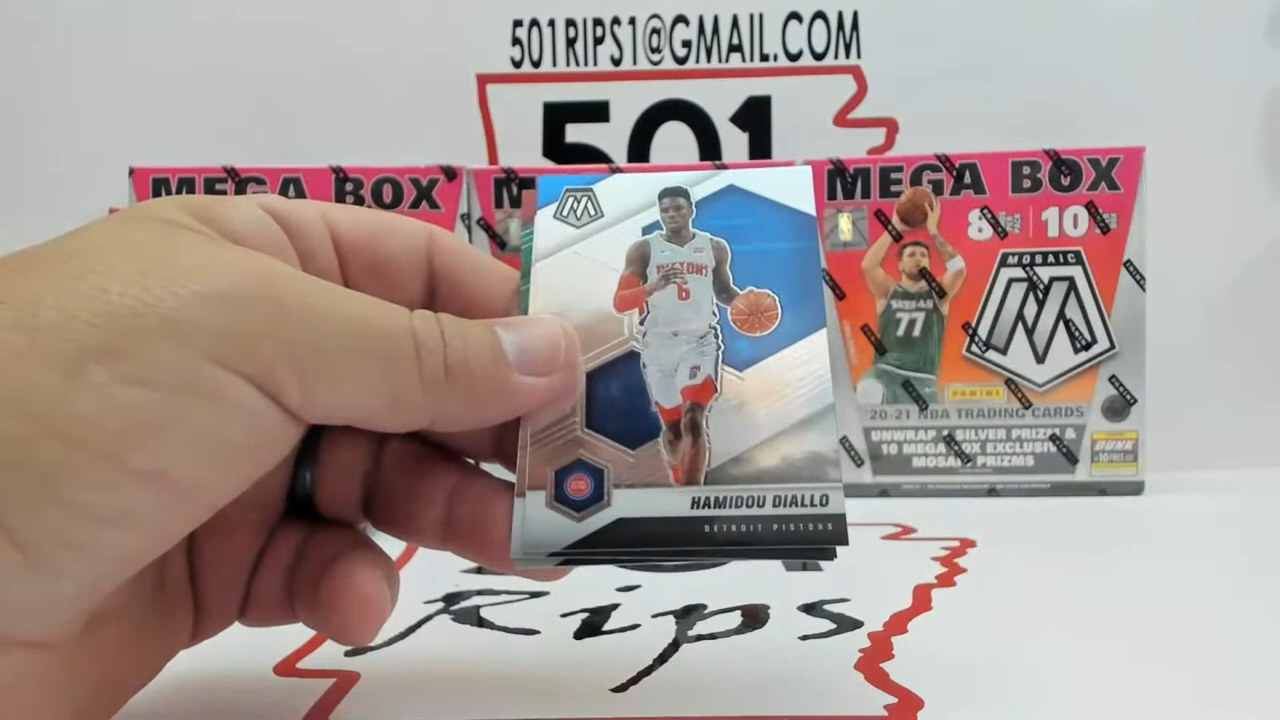 501RIPS1@GMAIL.COM
501
MEGA BOX
M
MEGA BOX
8
10
MOSAIC
77
PANINI
20-21 NBA TRADING CARDS
UNWRAP 1 SILVER PRIZM &
10 MEGA BOX EXCLUSIVE
MOSAIC PRIZMS
DUNK
PISTONS
6
HAMIDOU DIALLO
DETROIT PISTONS
Rips